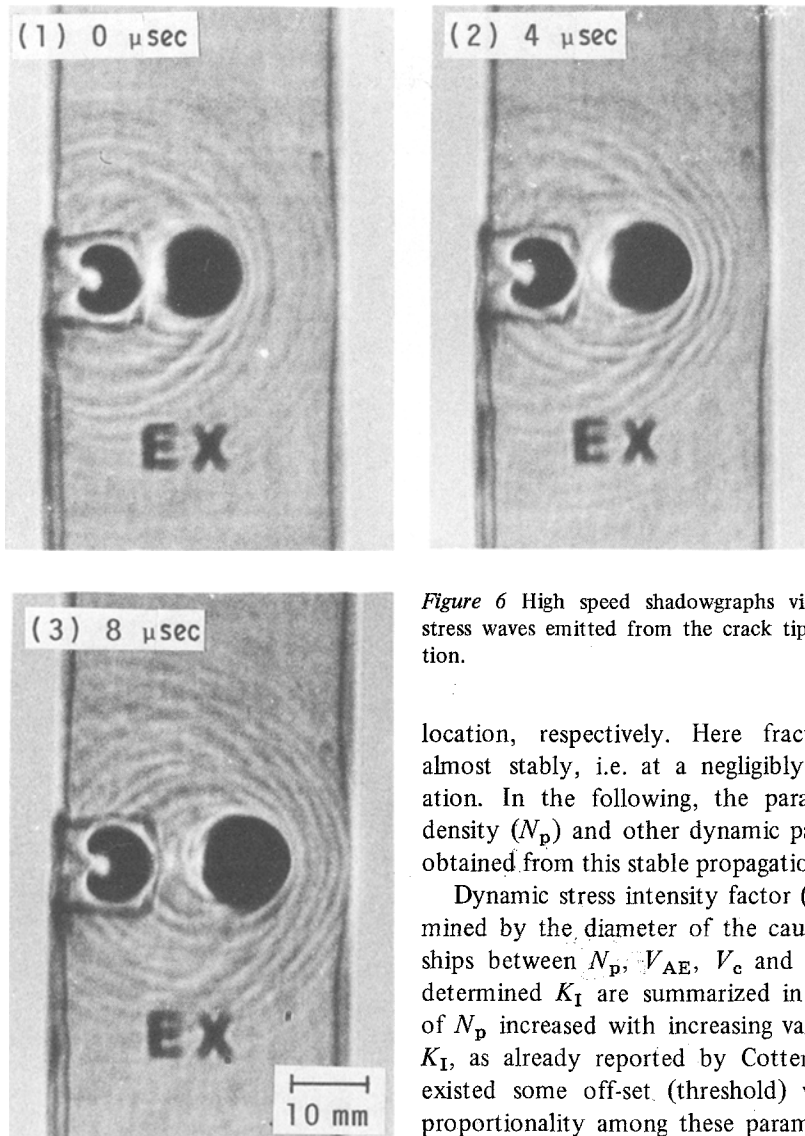 (1) 0 μsec
(2) 4 μsec
EX
EX
(3) 8 μsec
EX
10 mm
Figure 6 High speed shadowgraphs vi
stress waves emitted from the crack tip
tion.
location, respectively. Here frac
almost stably, i.e. at a negligibly
ation. In the following, the para
density (Np) and other dynamic pa
obtained from this stable propagatio
Dynamic stress intensity factor (
mined by the diameter of the cau
ships between Np, VAE, Vc and
determined KI are summarized in
of Np increased with increasing va
KI, as already reported by Cotter
existed some off-set (threshold) v
proportionality among these param